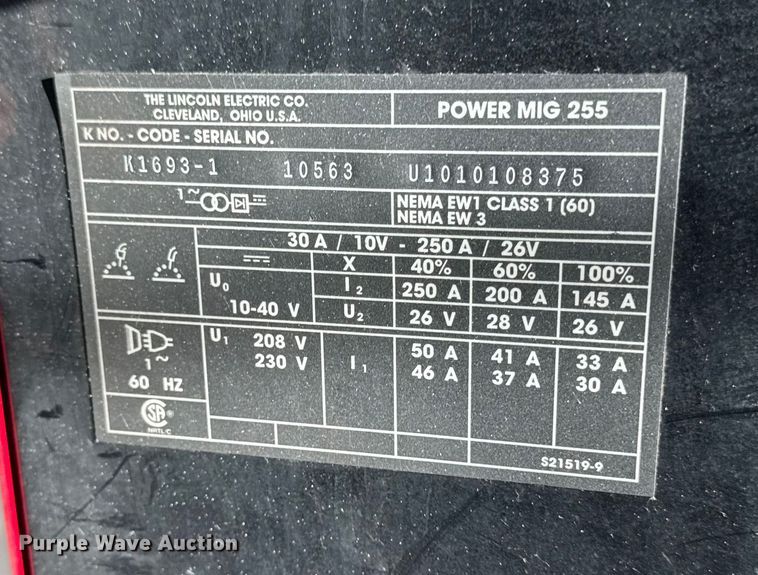 THE LINCOLN ELECTRIC CO.
CLEVELAND, OHIO U.S.A.
POWER MIG 255
K NO. - CODE - SERIAL NO.
K1693-1 10563 U1010108375
1~
NEMA EW1 CLASS 1 (60)
NEMA EW 3
30 A / 10V - 250 A / 26V
X 40% 60% 100%
U0 I2 250 A 200 A 145 A
10-40 V U2 26 V 28 V 26 V
U1 208 V I1 50 A 41 A 33 A
230 V 46 A 37 A 30 A
1~
60 HZ
SA®
NRTL/C
S21519-9
Purple Wave Auction